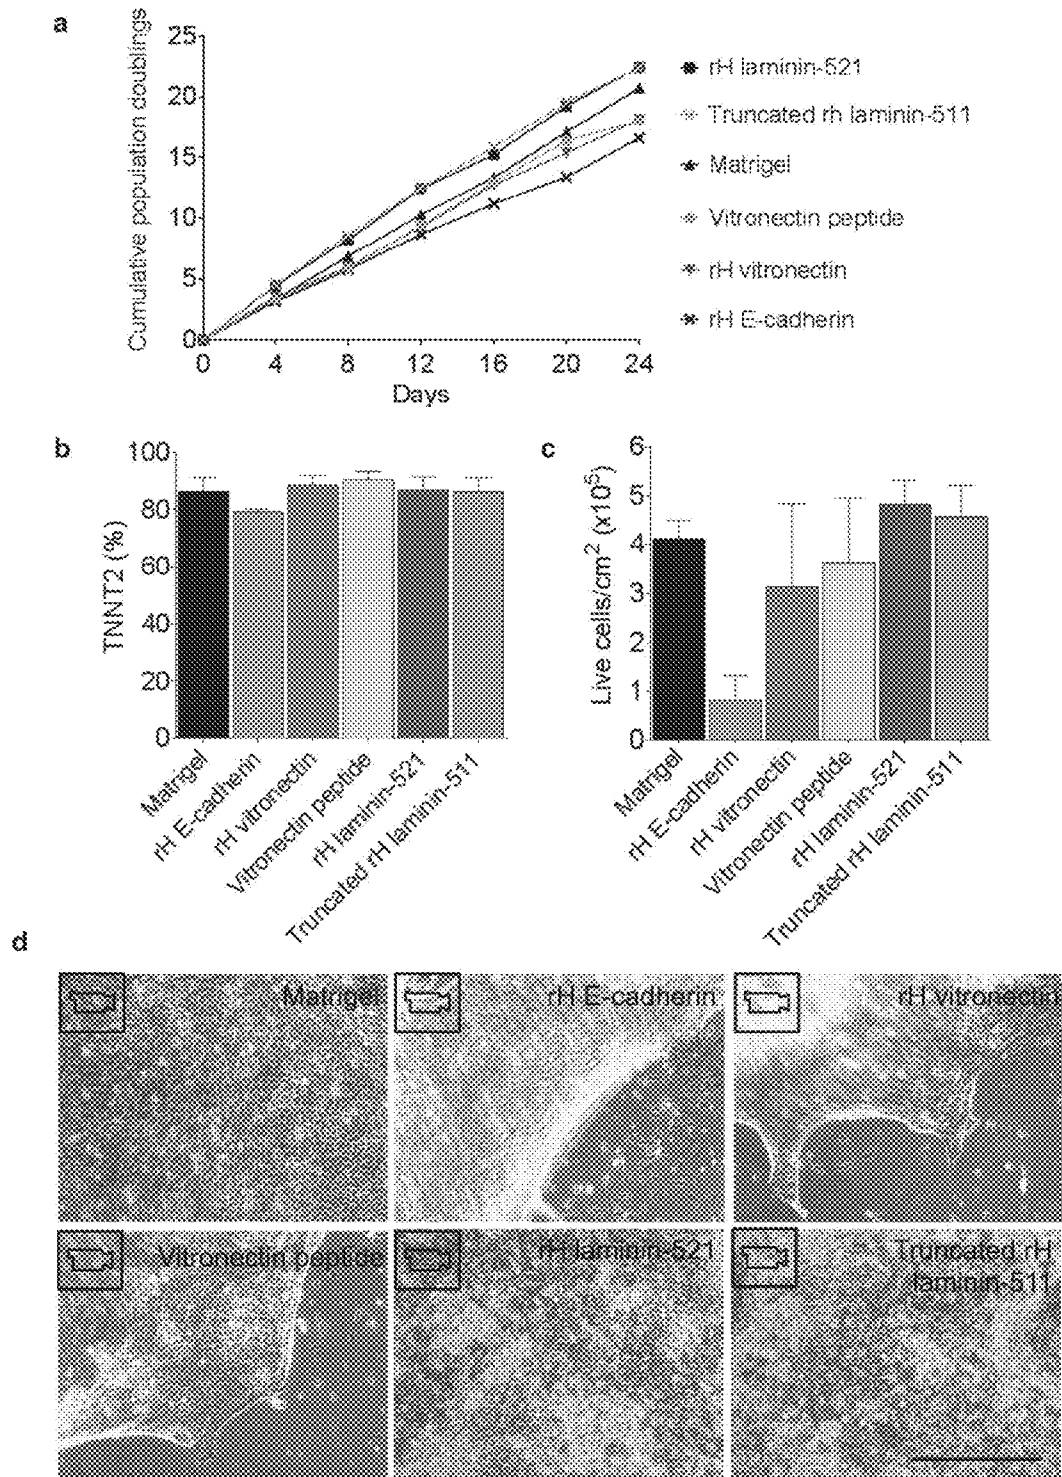 a
Cumulative population doublings
25
20
15
10
5
0
0 4 8 12 16 20 24
Days
rH laminin-521
Truncated rh laminin-511
Matrigel
Vitronectin peptide
rH vitronectin
rH E-cadherin
b
TNNT2 (%)
100
80
60
40
20
0
Matrigel
rH E-cadherin
rH vitronectin
Vitronectin peptide
rH laminin-521
Truncated rH laminin-511
c
Live cells/cm² (x10⁵)
6
5
4
3
2
1
0
Matrigel
rH E-cadherin
rH vitronectin
Vitronectin peptide
rH laminin-521
Truncated rH laminin-511
d
Matrigel
rH E-cadherin
rH vitronectin
Vitronectin peptide
rH laminin-521
Truncated rH
laminin-511